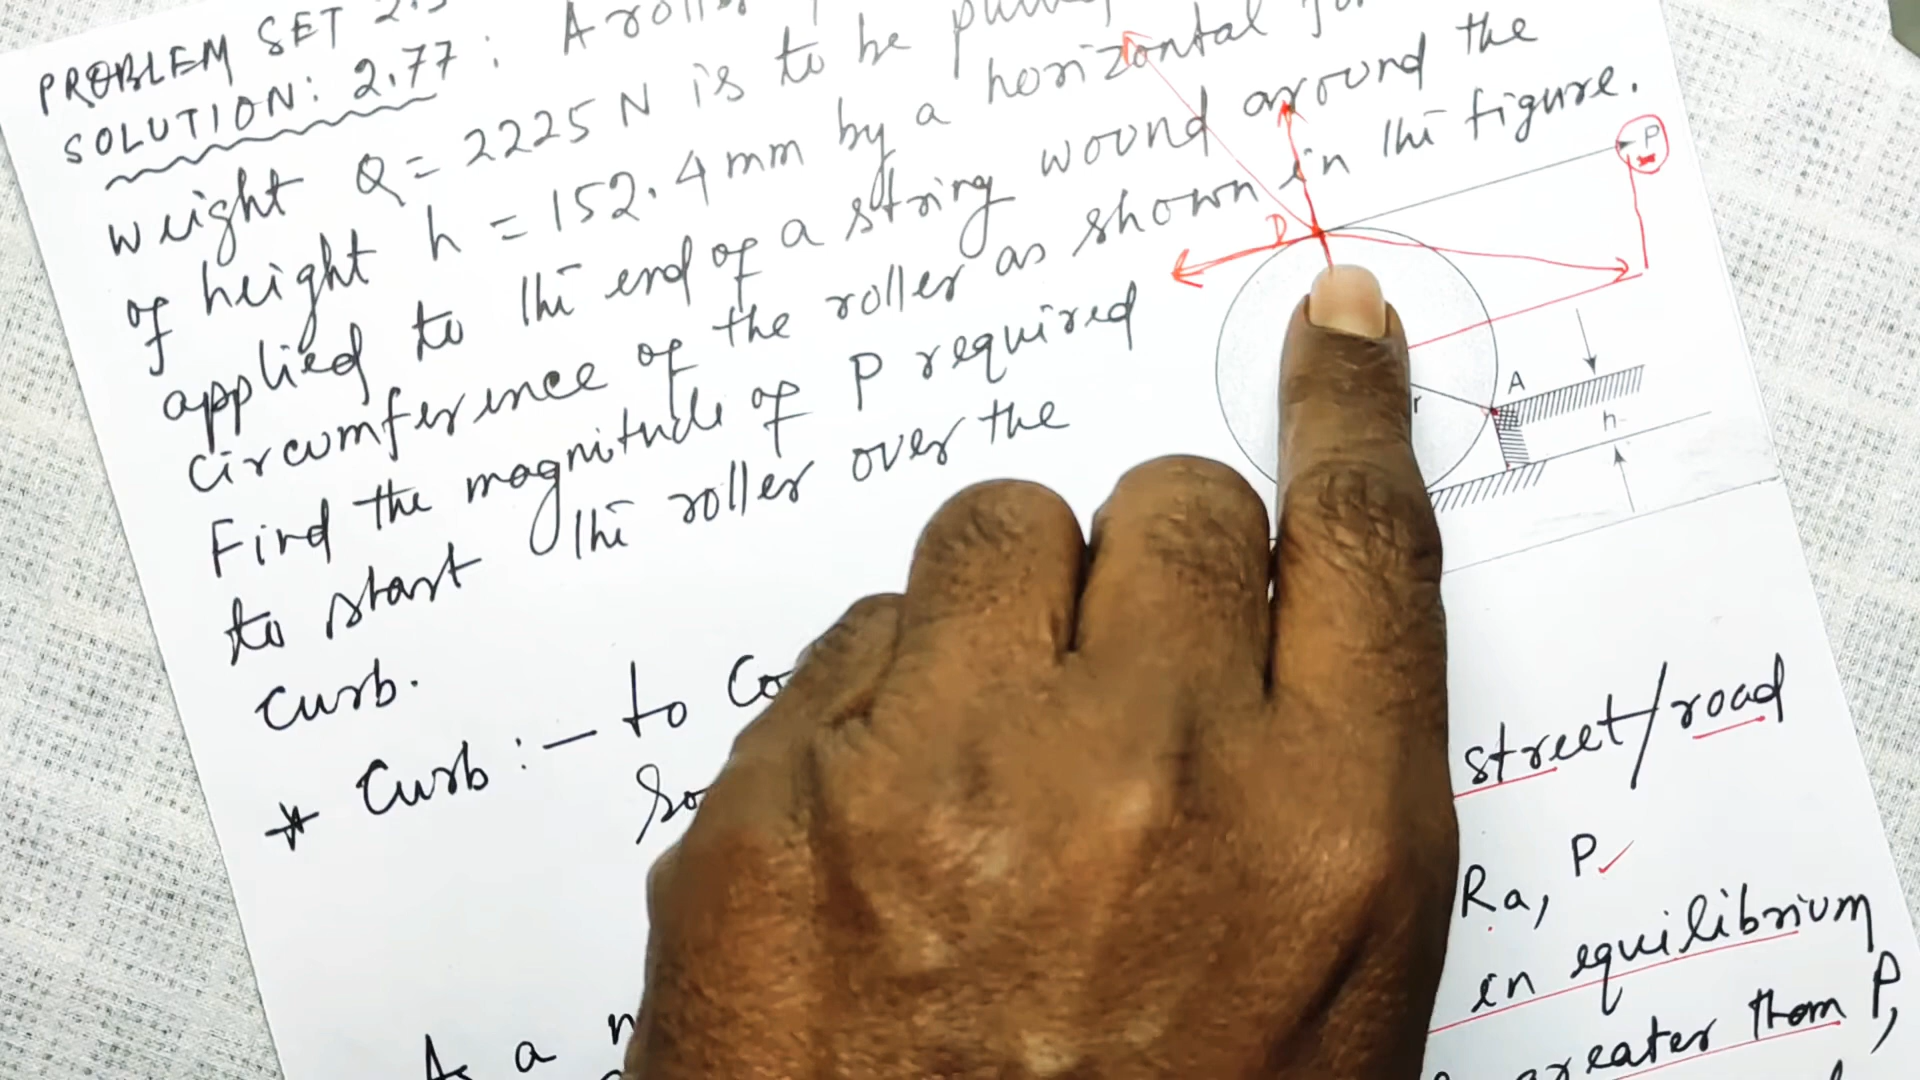 PROBLEM SET
SOLUTION: 2.77: A roller
weight Q = 2225 N is to be
of height h = 152.4 mm by a horizontal
applied to the end of a string wound around the
circumference of the roller as shown in the figure.
Find the magnitude of P required
to start the roller over the
curb.
P
D
A
r
h
* Curb :- to
street/road
Ra, P
in equilibrium
As a
greater than P,